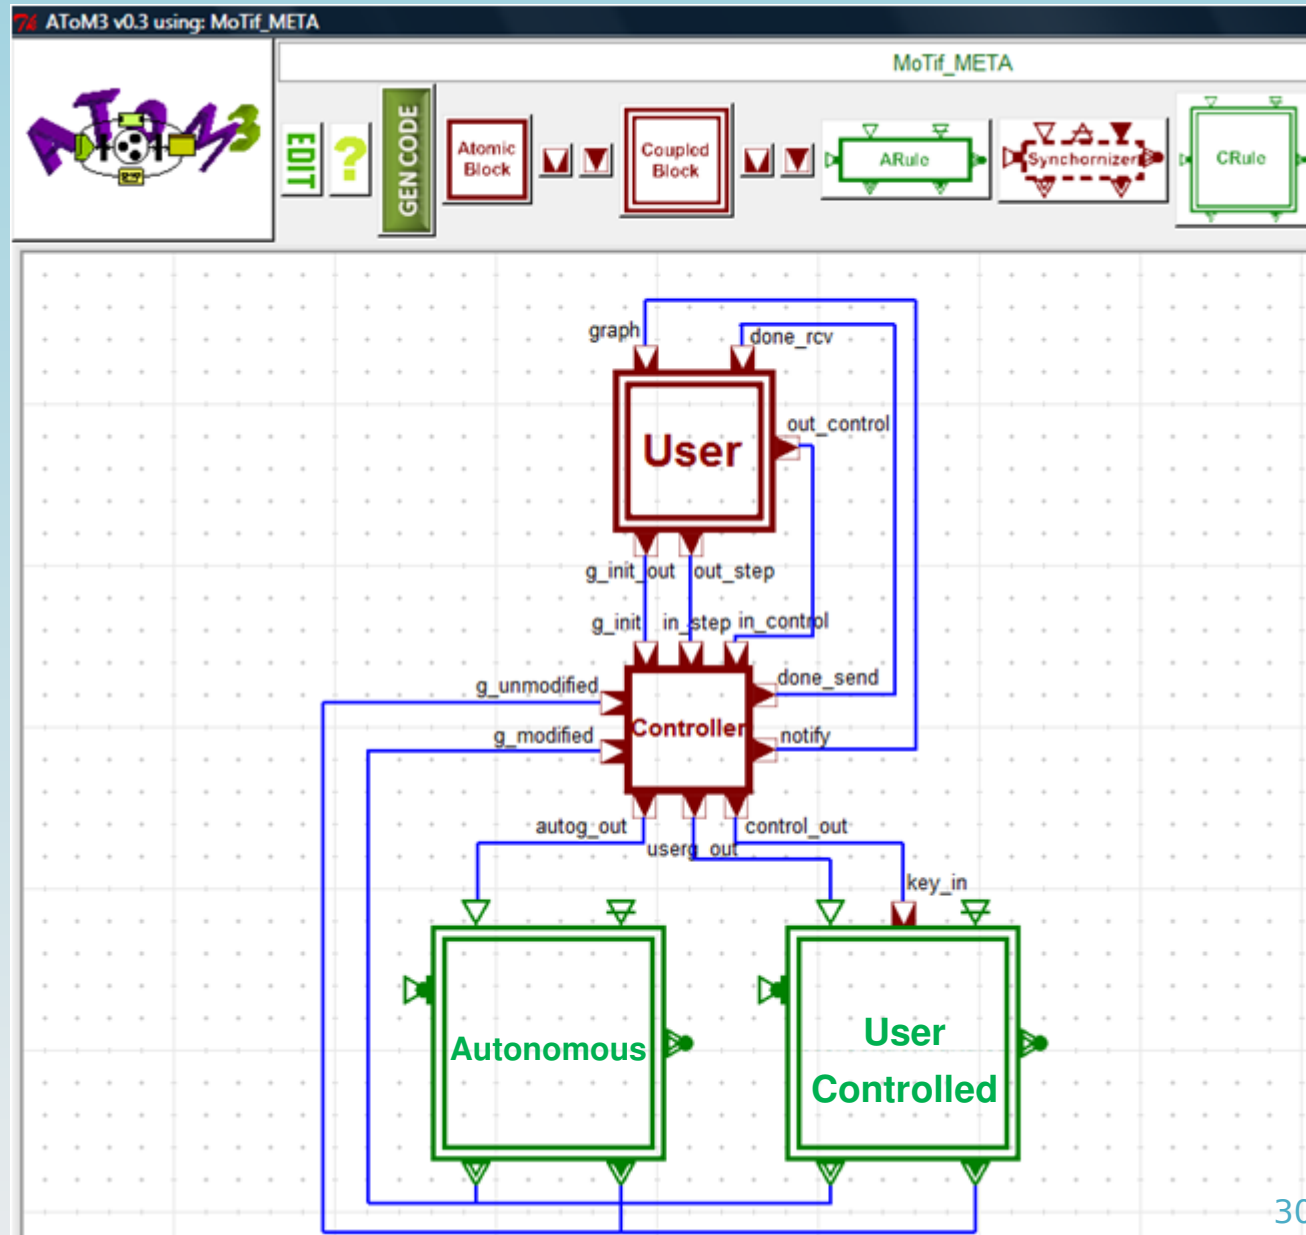 AToM3 v0.3 using: MoTif_META
MoTif_META
AToM3
EDIT
?
GEN CODE
Atomic
Block
Coupled
Block
ARule
Synchornizer
CRule
graph
done_rcv
User
out_control
g_init_out
out_step
g_init
in_step
in_control
g_unmodified
done_send
Controller
g_modified
notify
autog_out
control_out
userg_out
key_in
Autonomous
User
Controlled
30